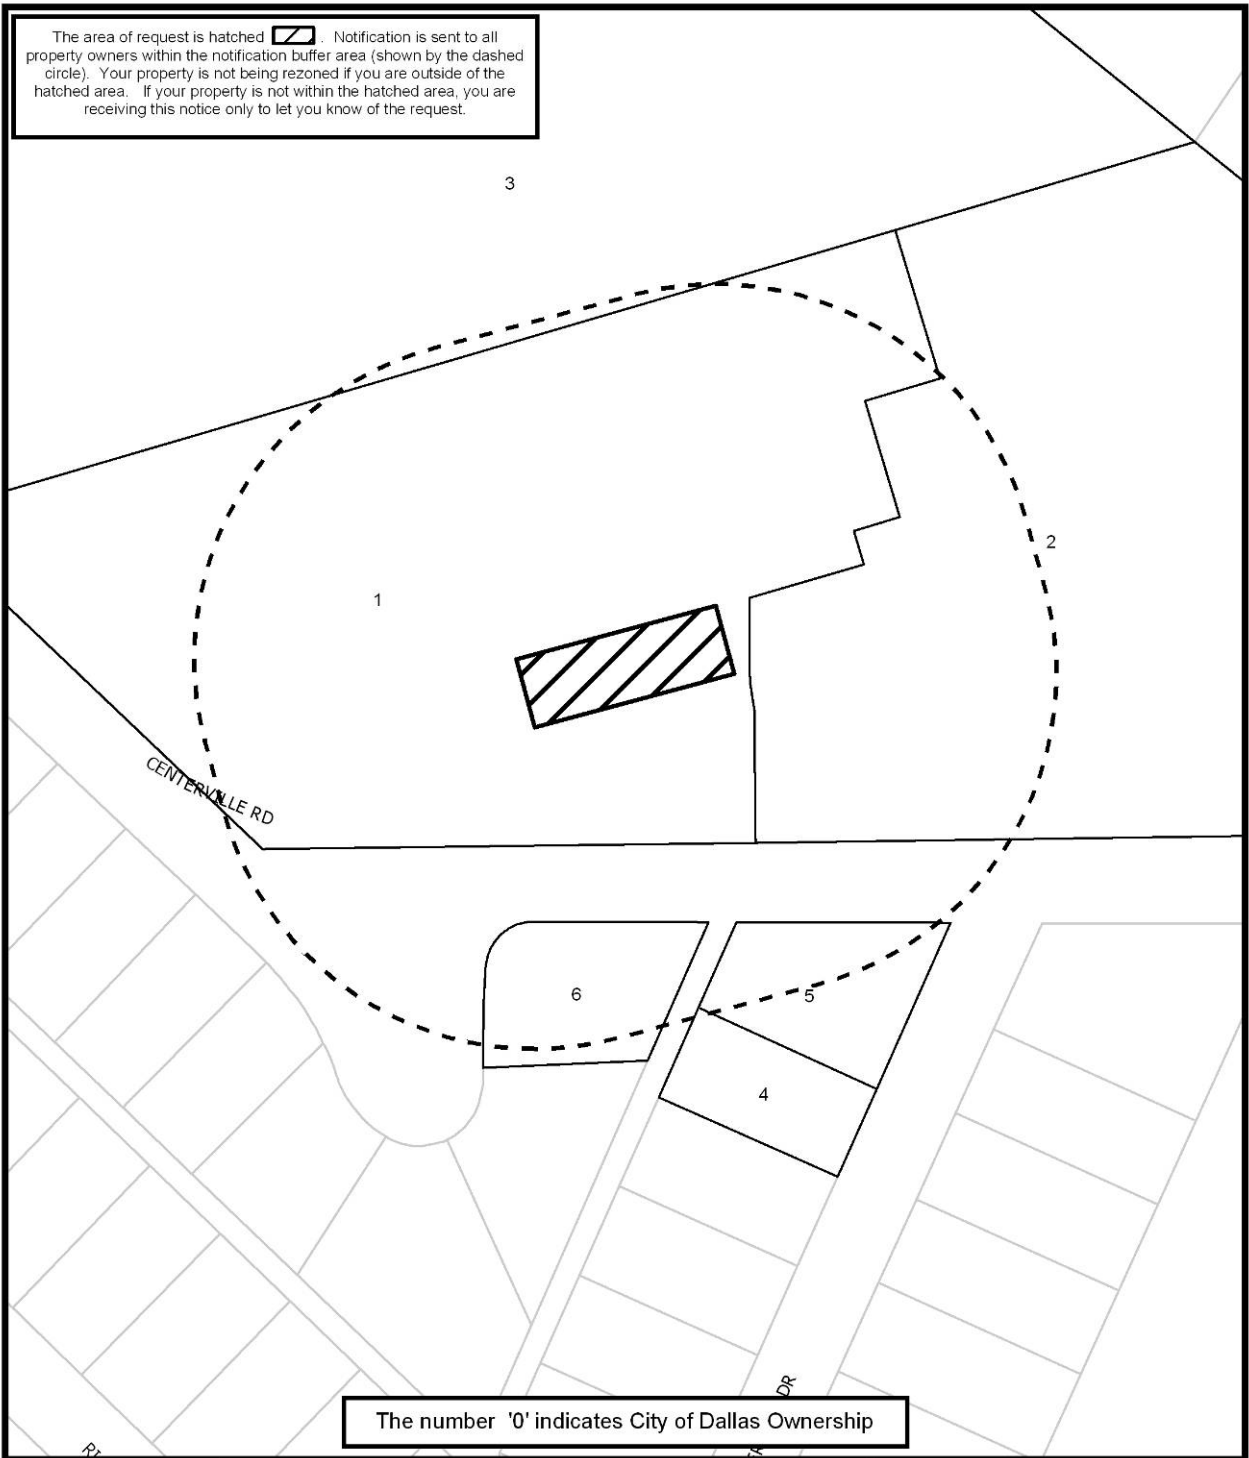 The area of request is hatched . Notification is sent to all
property owners within the notification buffer area (shown by the dashed
circle). Your property is not being rezoned if you are outside of the
hatched area. If your property is not within the hatched area, you are
receiving this notice only to let you know of the request.
3
2
1
CENTERVILLE RD
6
5
4
DR
The number '0' indicates City of Dallas Ownership